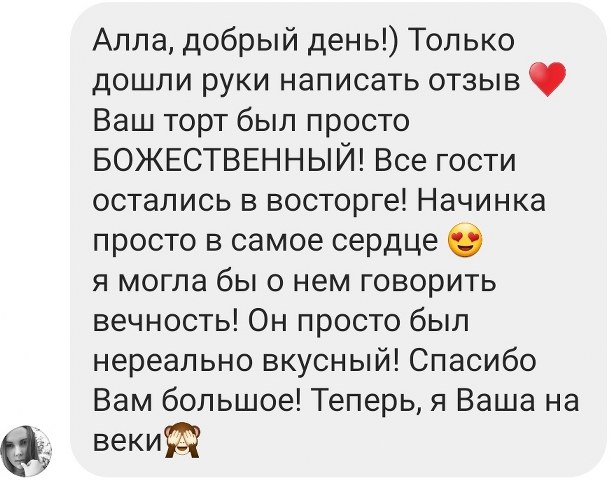 Алла, добрый день!) Только
дошли руки написать отзыв ❤️
Ваш торт был просто
БОЖЕСТВЕННЫЙ! Все гости
остались в восторге! Начинка
просто в самое сердце 😍
я могла бы о нем говорить
вечность! Он просто был
нереально вкусный! Спасибо
Вам большое! Теперь, я Ваша на
веки🙈